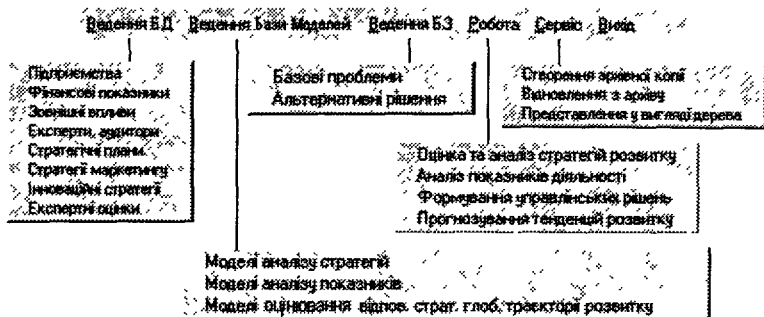 Ведення БД Ведення Бази Моделей Ведення БЗ Робота Сервіс Вихід
Підприємства
Фінансові показники
Зовнішні впливи
Експерти, аудитори
Стратегічні плани
Стратегії маркетингу
Інноваційні стратегії
Експертні оцінки
Базові проблеми
Альтернативні рішення
Створення архівної копії
Відновлення з архіву
Представлення у вигляді дерева
Оцінка та аналіз стратегій розвитку
Аналіз показників діяльності
Формування управлінських рішень
Прогнозування тенденцій розвитку
Моделі аналізу стратегій
Моделі аналізу показників
Моделі оцінювання відпов. страт. глоб. траєкторії розвитку